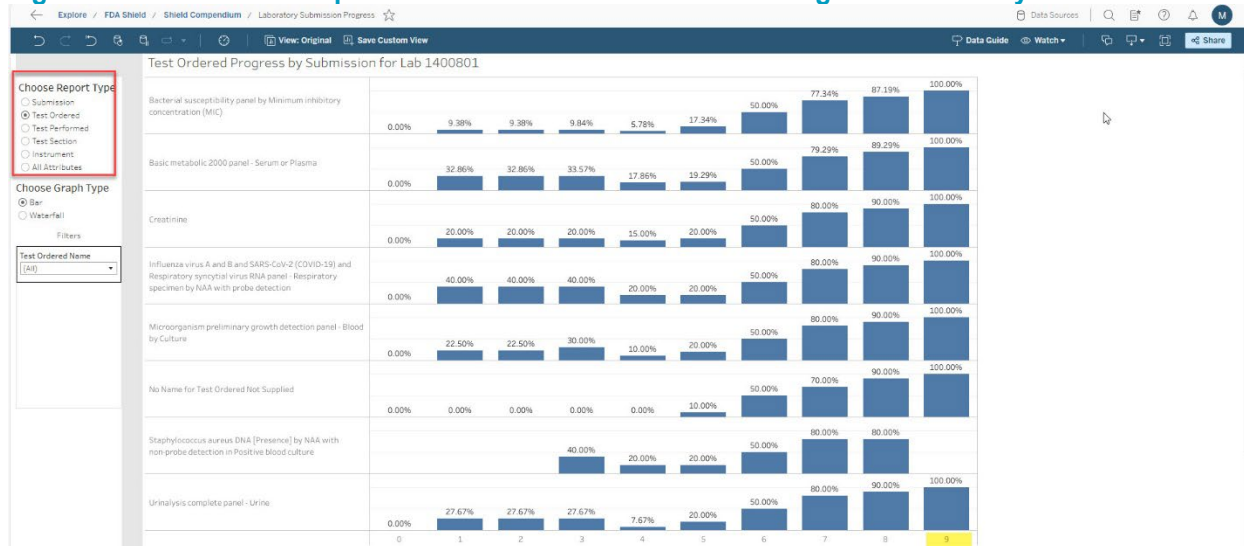 Explore / FDA Shield / Shield Compendium / Laboratory Submission Progress
Data Sources
M
View: Original
Save Custom View
Data Guide
Watch
Share
Test Ordered Progress by Submission for Lab 1400801
Choose Report Type
Submission
Test Ordered
Test Performed
Test Section
Instrument
All Attributes
Choose Graph Type
Bar
Waterfall
Filters
Test Ordered Name
(All)
Bacterial susceptibility panel by Minimum inhibitory
concentration (MIC)
0.00% 9.38% 9.38% 9.84% 5.78% 17.34% 50.00% 77.34% 87.19% 100.00%
Basic metabolic 2000 panel - Serum or Plasma
0.00% 32.86% 32.86% 33.57% 17.86% 19.29% 50.00% 79.29% 89.29% 100.00%
Creatinine
0.00% 20.00% 20.00% 20.00% 15.00% 20.00% 50.00% 80.00% 90.00% 100.00%
Influenza virus A and B and SARS-CoV-2 (COVID-19) and
Respiratory syncytial virus RNA panel - Respiratory
specimen by NAA with probe detection
0.00% 40.00% 40.00% 40.00% 20.00% 20.00% 50.00% 80.00% 90.00% 100.00%
Microorganism preliminary growth detection panel - Blood
by Culture
0.00% 22.50% 22.50% 30.00% 10.00% 20.00% 50.00% 80.00% 90.00% 100.00%
No Name for Test Ordered Not Supplied
0.00% 0.00% 0.00% 0.00% 0.00% 10.00% 50.00% 70.00% 90.00% 100.00%
Staphylococcus aureus DNA [Presence] by NAA with
non-probe detection in Positive blood culture
40.00% 20.00% 20.00% 50.00% 80.00% 80.00%
Urinalysis complete panel - Urine
0.00% 27.67% 27.67% 27.67% 7.67% 20.00% 50.00% 80.00% 90.00% 100.00%
0 1 2 3 4 5 6 7 8 9